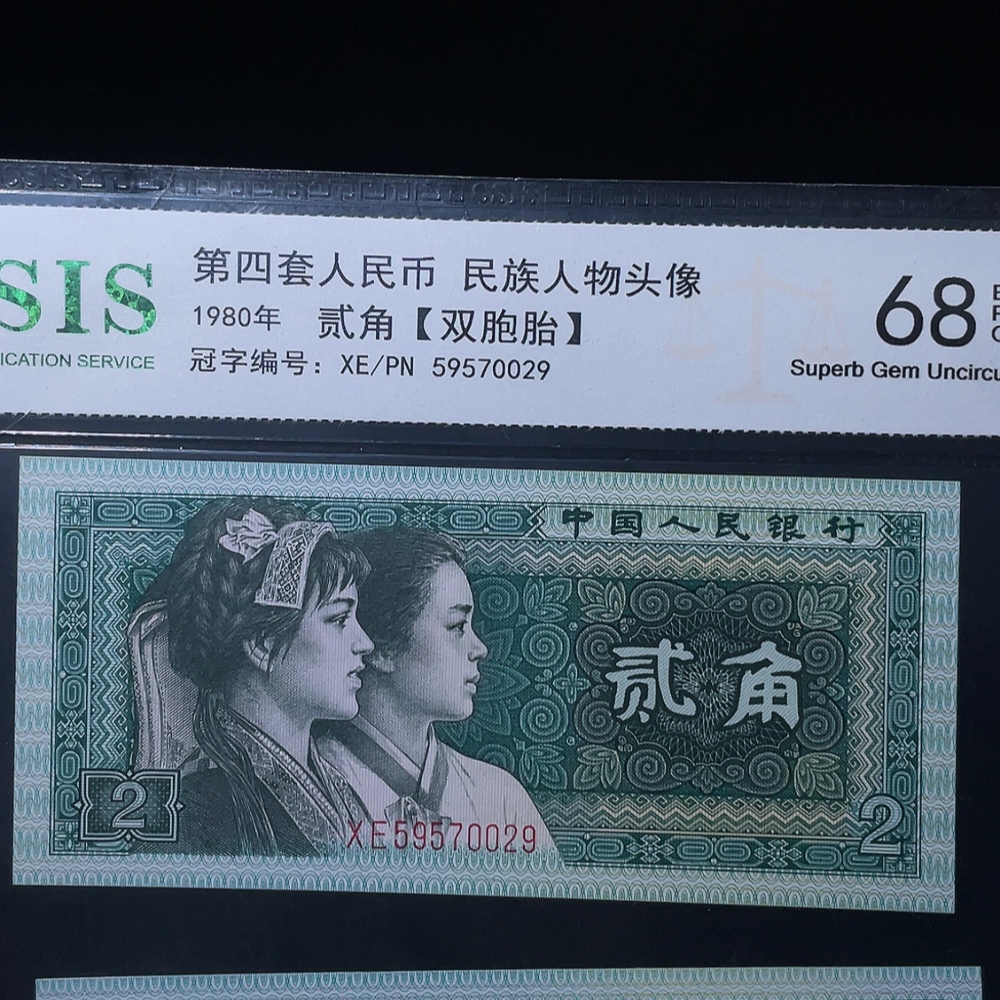 SIS
ICATION SERVICE
第四套人民币 民族人物头像
1980年 贰角【双胞胎】
冠字编号：XE/PN 59570029
68
Superb Gem Uncircu
中国人民银行
贰角
2
2
XE59570029